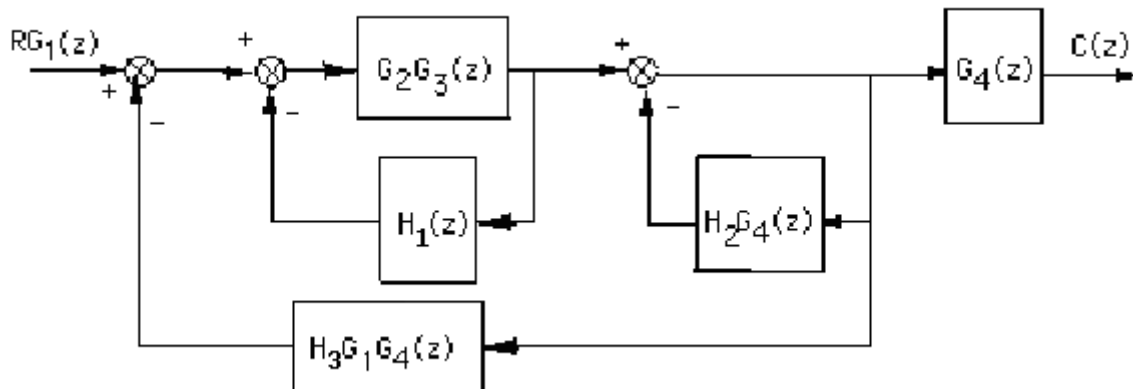 RG₁(z)
+
−
+
−
G₂G₃(z)
+
−
G₄(z)
C(z)
H₁(z)
H₂G₄(z)
H₃G₁G₄(z)